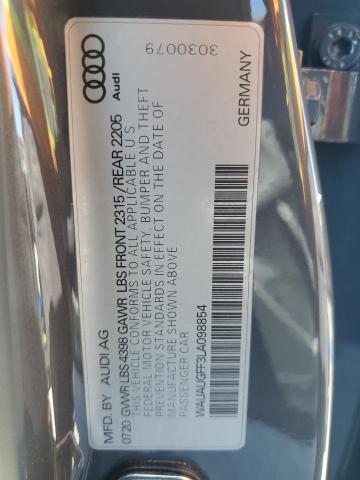 Audi
3030079
MFD. BY AUDI AG
0720 GVWR LBS 4398 GAWR LBS FRONT 2315/REAR 2205
THIS VEHICLE CONFORMS TO ALL APPLICABLE U'S
FEDERAL MOTOR VEHICLE SAFETY, BUMPER AND THEFT
PREVENTION STANDARDS IN EFFECT ON THE DATE OF
MANUFACTURE SHOWN ABOVE
PASSENGER CAR
WAUAUGFF3LA098854
GERMANY